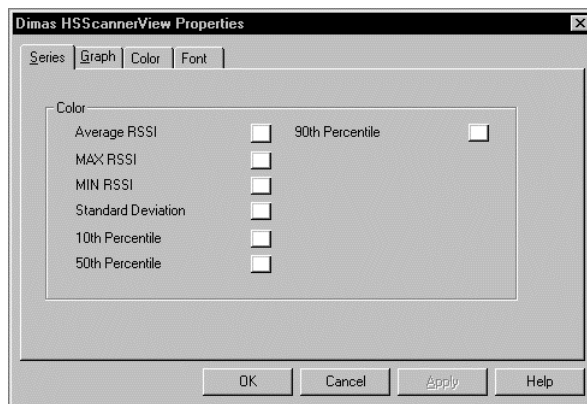 Dimas HSScannerView Properties
Series Graph Color Font
Color
Average RSSI 90th Percentile
MAX RSSI
MIN RSSI
Standard Deviation
10th Percentile
50th Percentile
OK Cancel Apply Help